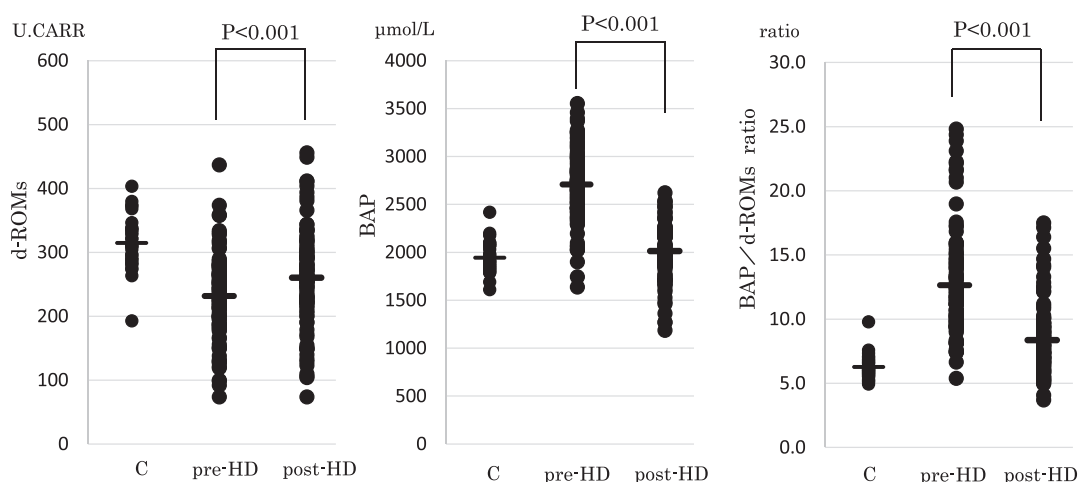 U.CARR
P<0.001
d-ROMs
600
500
400
300
200
100
0
C pre-HD post-HD
μmol/L
P<0.001
BAP
4000
3500
3000
2500
2000
1500
1000
500
0
C pre-HD post-HD
ratio
P<0.001
BAP／d-ROMs ratio
30.0
25.0
20.0
15.0
10.0
5.0
0.0
C pre-HD post-HD